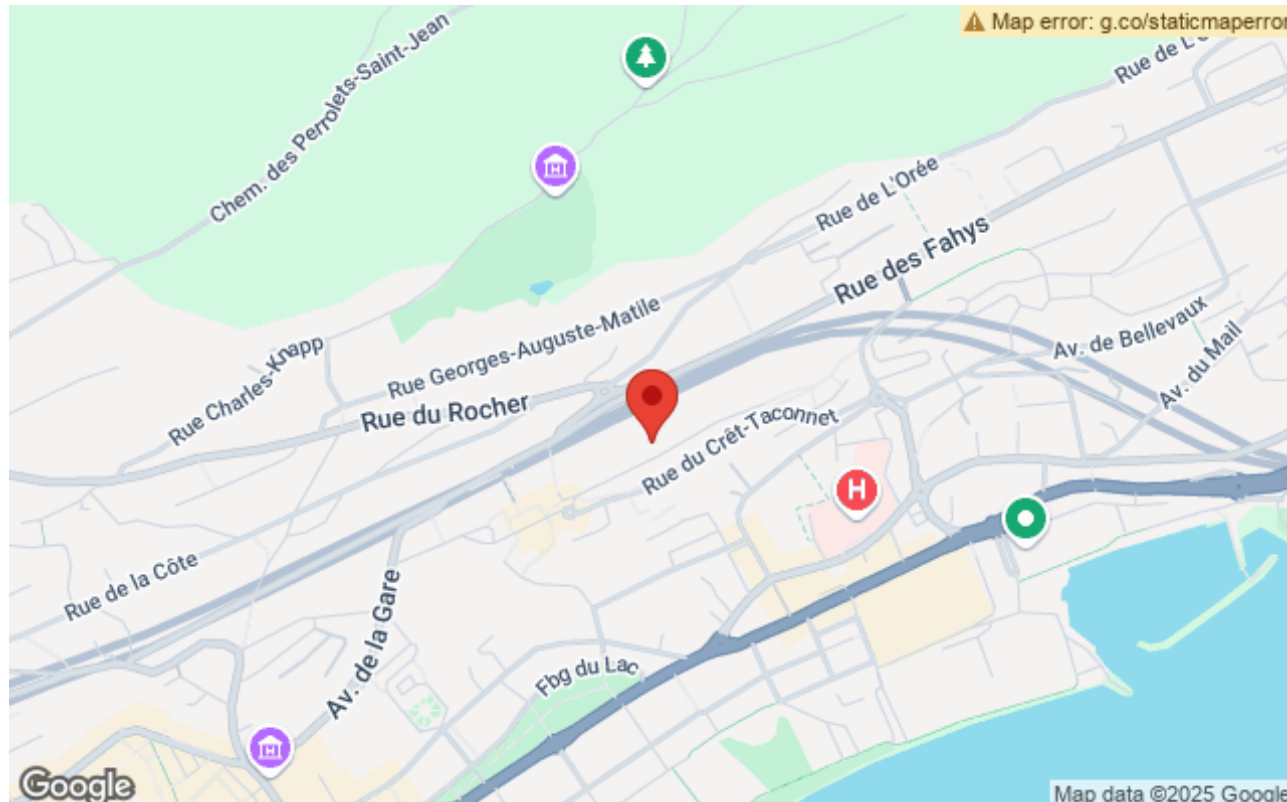 Map error: g.co/staticmaperror
Chem. des Perrolets-Saint-Jean
Rue de L'O
Rue de L'Orée
Rue des Fahys
Rue Georges-Auguste-Matile
Rue Charles-Knapp
Rue du Rocher
Av. de Bellevaux
Av. du Mail
Rue du Crêt-Taconnet
H
Rue de la Côte
Av. de la Gare
Fbg du Lac
H
H
Google
Map data ©2025 Google